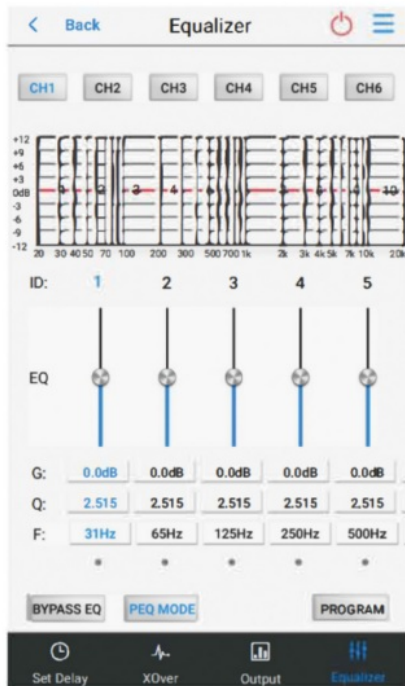 Back Equalizer
CH1 CH2 CH3 CH4 CH5 CH6
+12
+9
+6
+3
0dB
-3
-6
-9
-12
20 30 40 50 70 100 200 300 500 700 1k 2k 3k 4k 5k 7k 10k 20k
ID: 1 2 3 4 5
EQ
G: 0.0dB 0.0dB 0.0dB 0.0dB 0.0dB
Q: 2.515 2.515 2.515 2.515 2.515
F: 31Hz 65Hz 125Hz 250Hz 500Hz
BYPASS EQ PEQ MODE PROGRAM
Set Delay XOver Output Equalizer